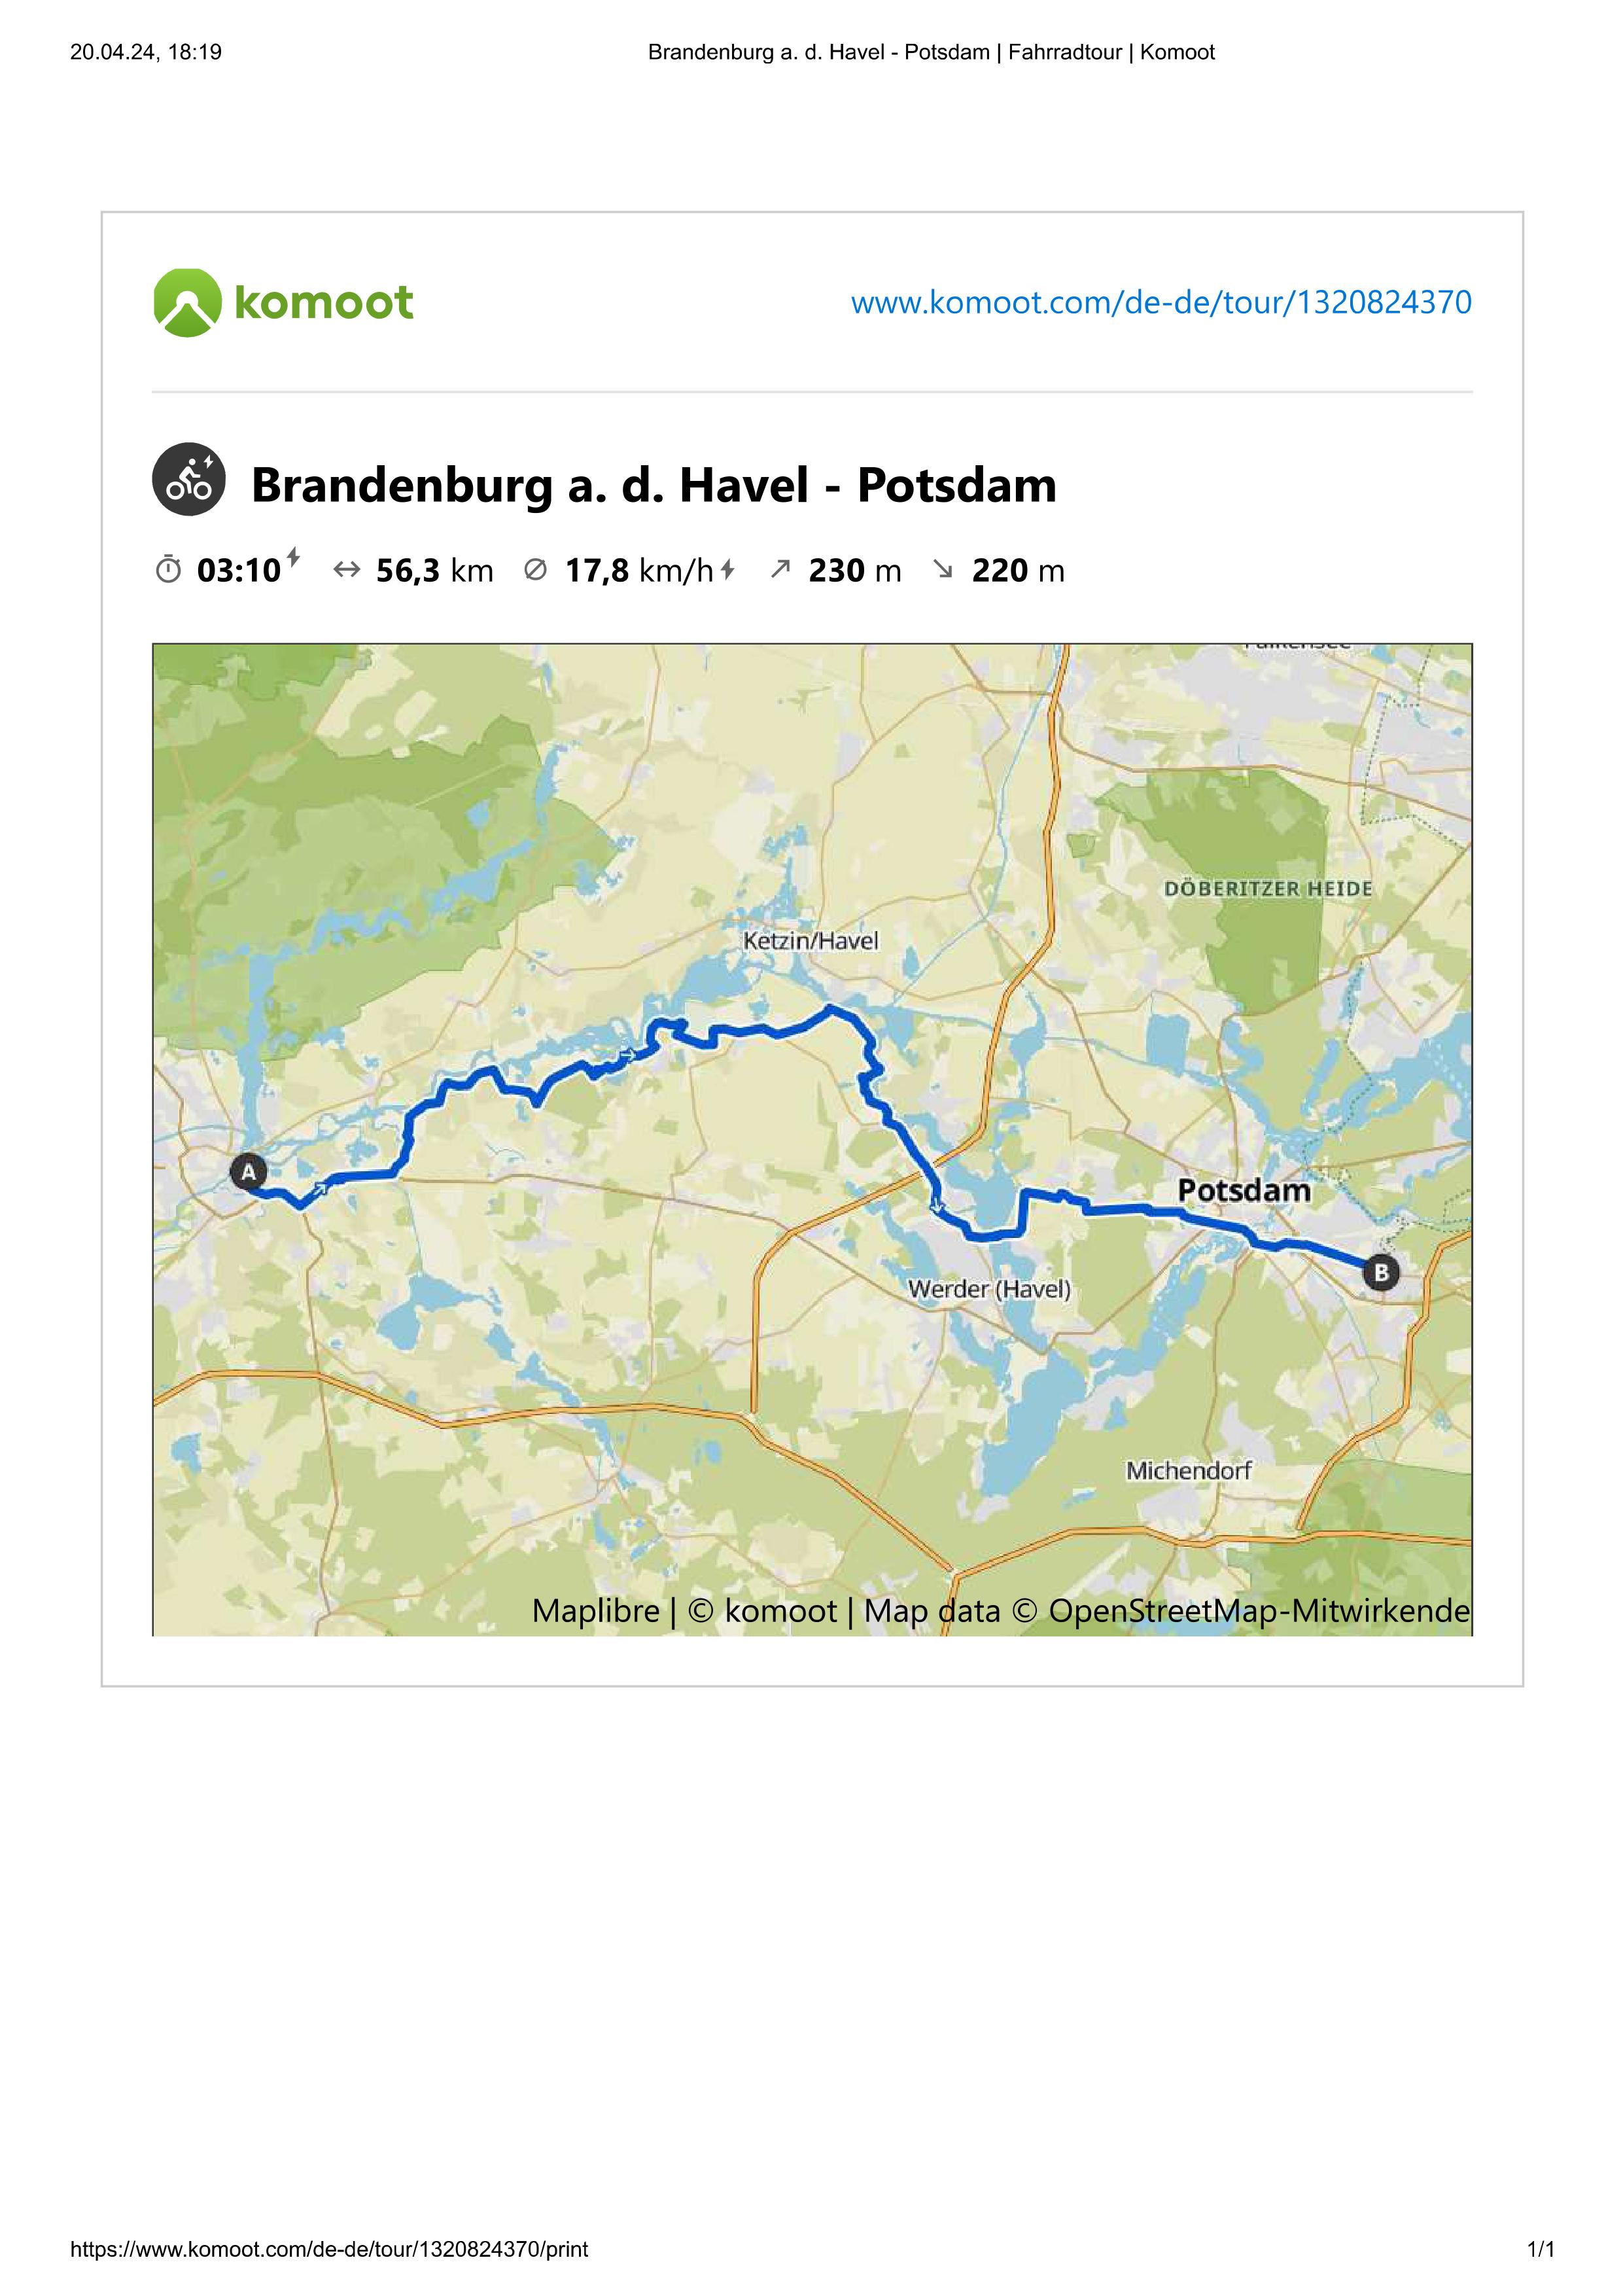 20.04.24, 18:19 Brandenburg a. d. Havel - Potsdam | Fahrradtour | Komoot
komoot www.komoot.com/de-de/tour/1320824370
Brandenburg a. d. Havel - Potsdam
03:10 56,3 km 17,8 km/h 230 m 220 m
DÖBERITZER HEIDE
Ketzin/Havel
A
Potsdam
B
Werder (Havel)
Michendorf
Maplibre | © komoot | Map data © OpenStreetMap-Mitwirkende
https://www.komoot.com/de-de/tour/1320824370/print 1/1